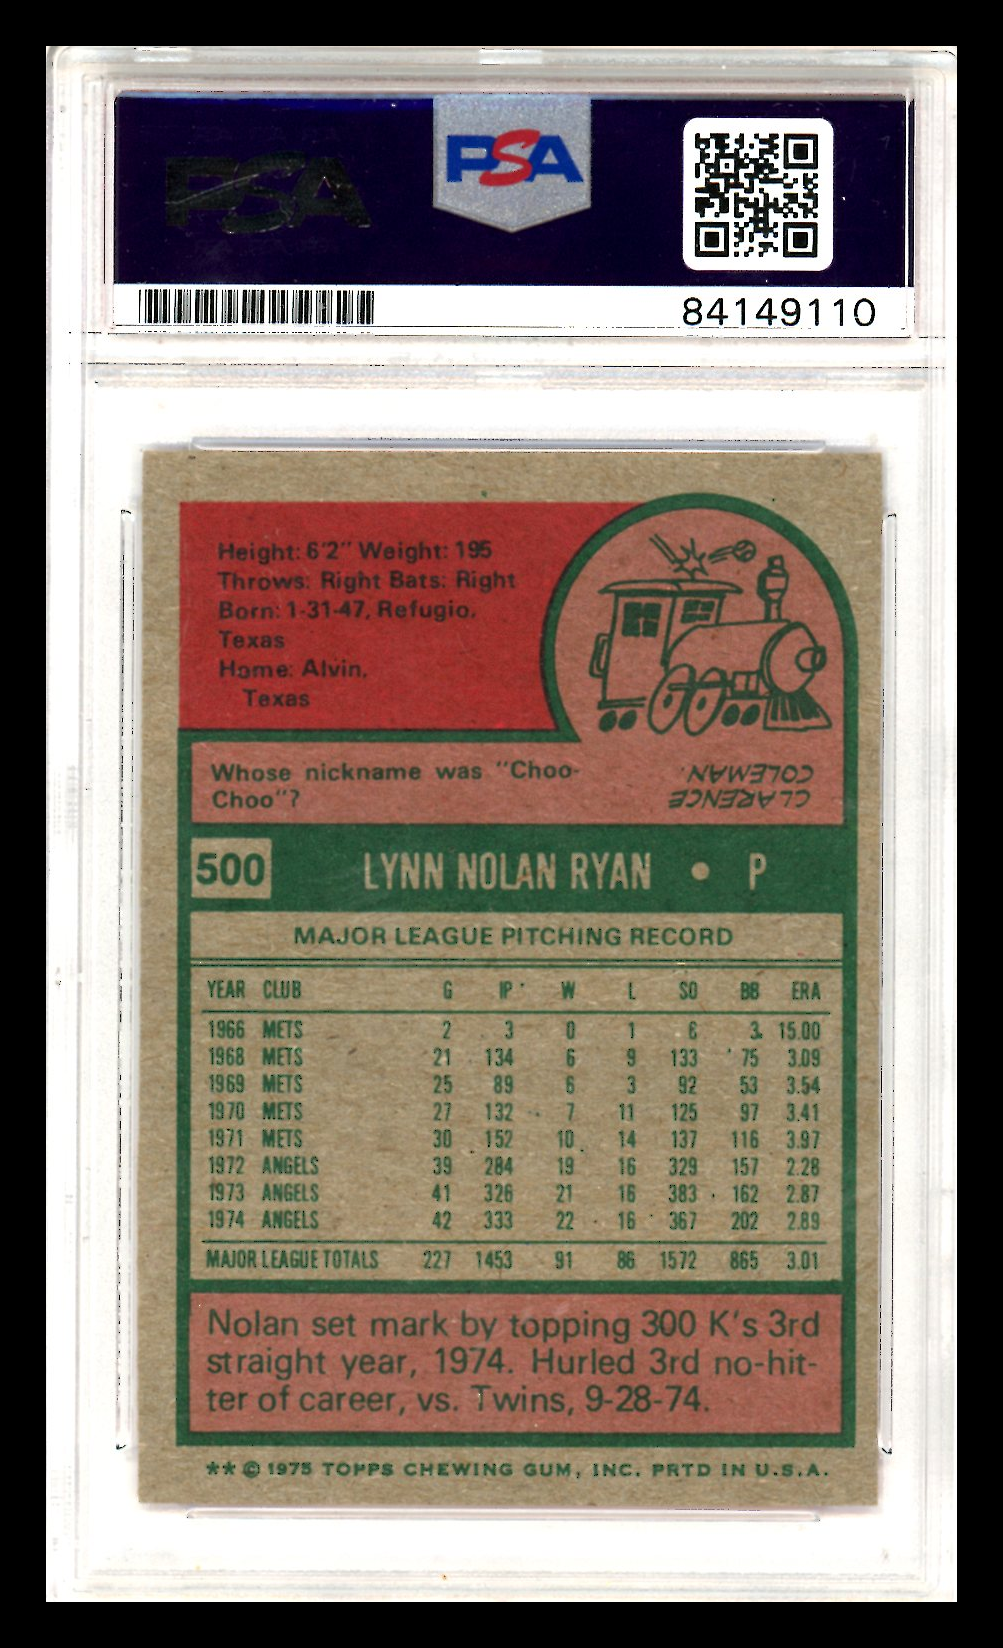 PSA
PSA
84149110
Height: 6'2" Weight: 195
Throws: Right Bats: Right
Born: 1-31-47, Refugio,
Texas
Home: Alvin,
Texas
Whose nickname was "Choo-
Choo"?
CLARENCE
COLEMAN.
500 LYNN NOLAN RYAN • P
MAJOR LEAGUE PITCHING RECORD
YEAR CLUB G IP W L SO BB ERA
1966 METS 2 3 0 1 6 3 15.00
1968 METS 21 134 6 9 133 75 3.09
1969 METS 25 89 6 3 92 53 3.54
1970 METS 27 132 7 11 125 97 3.41
1971 METS 30 152 10 14 137 116 3.97
1972 ANGELS 39 284 19 16 329 157 2.28
1973 ANGELS 41 326 21 16 383 162 2.87
1974 ANGELS 42 333 22 16 367 202 2.89
MAJOR LEAGUE TOTALS 227 1453 91 86 1572 865 3.01
Nolan set mark by topping 300 K's 3rd
straight year, 1974. Hurled 3rd no-hit-
ter of career, vs. Twins, 9-28-74.
** © 1975 TOPPS CHEWING GUM, INC. PRTD IN U.S.A.